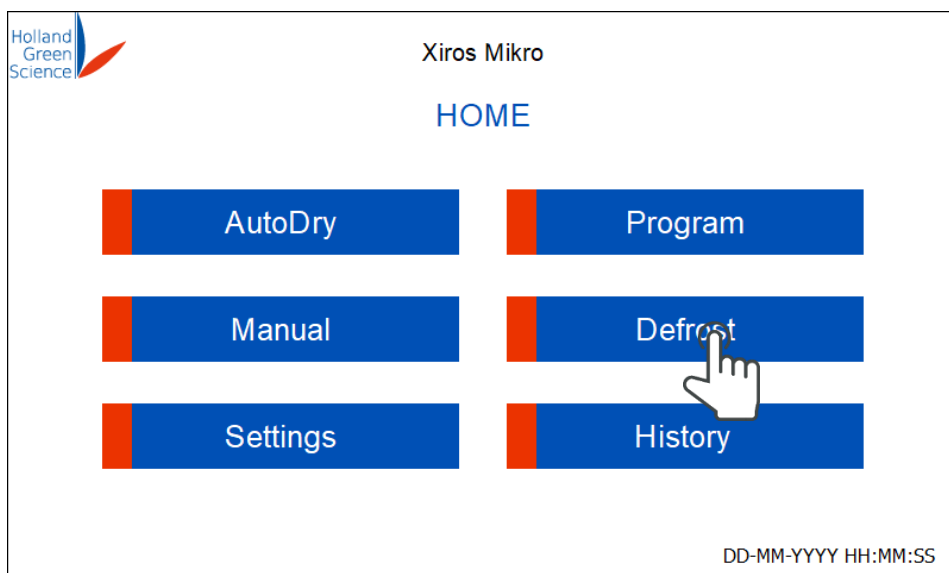 Holland
Green
Science
Xiros Mikro
HOME
AutoDry
Program
Manual
Defrost
Settings
History
DD-MM-YYYY HH:MM:SS